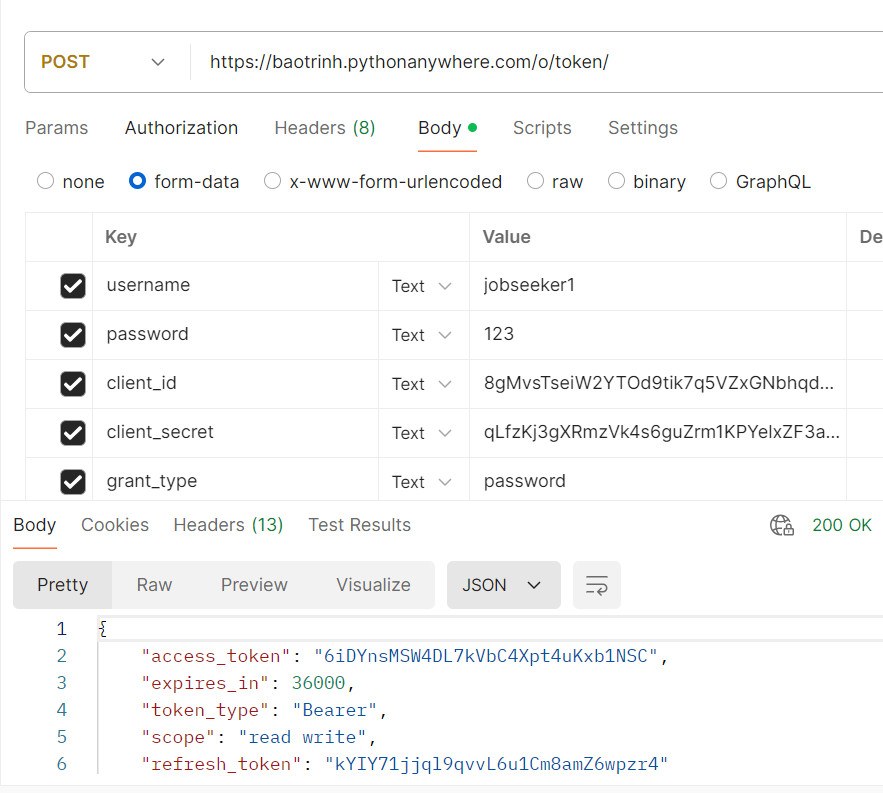 POST https://baotrinh.pythonanywhere.com/o/token/
Params Authorization Headers (8) Body Scripts Settings
none form-data x-www-form-urlencoded raw binary GraphQL
Key Value De
username Text jobseeker1
password Text 123
client_id Text 8gMvsTseiW2YTOd9tik7q5VZxGNbhqd...
client_secret Text qLfzKj3gXRmzVk4s6guZrm1KPYelxZF3a...
grant_type Text password
Body Cookies Headers (13) Test Results 200 OK
Pretty Raw Preview Visualize JSON
1 {
2 "access_token": "6iDYnsMSW4DL7kVbC4Xpt4uKxb1NSC",
3 "expires_in": 36000,
4 "token_type": "Bearer",
5 "scope": "read write",
6 "refresh_token": "kYIY71jjql9qvvL6u1Cm8amZ6wpzr4"